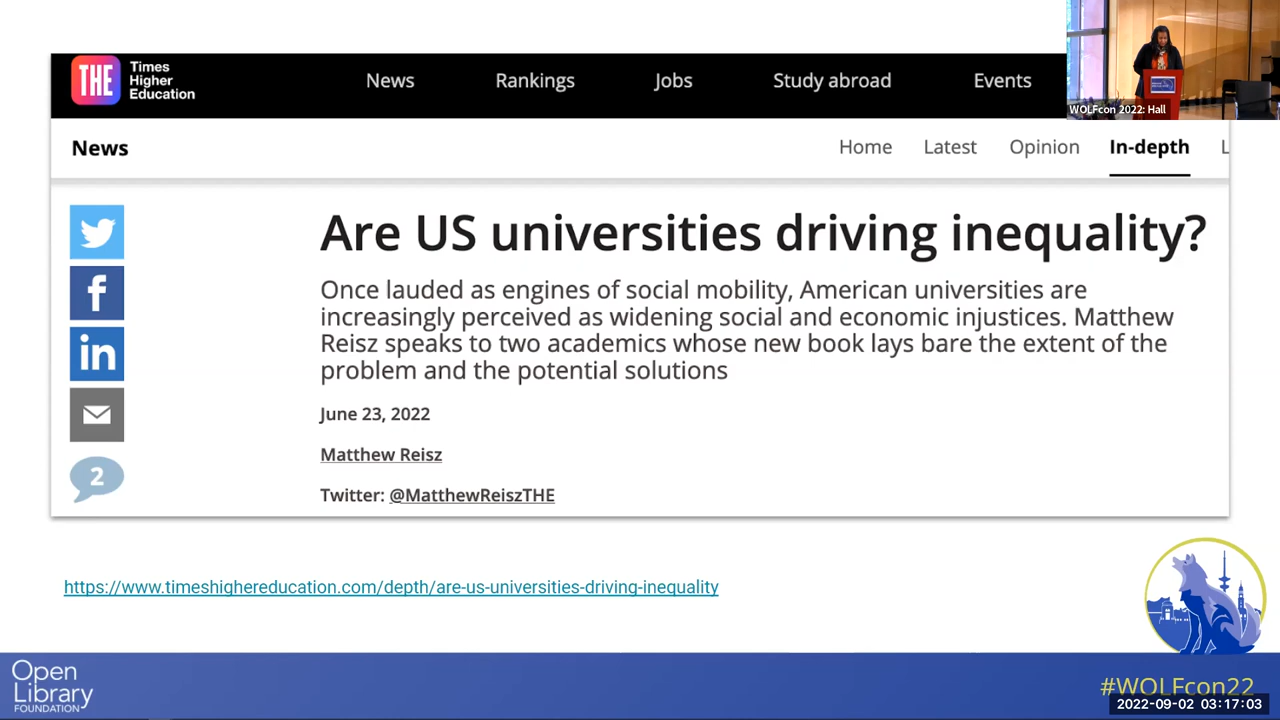 THE
Times
Higher
Education
News
Rankings
Jobs
Study abroad
Events
WOLFcon 2022: Hall
News
Home
Latest
Opinion
In-depth
L
Are US universities driving inequality?
Once lauded as engines of social mobility, American universities are
increasingly perceived as widening social and economic injustices. Matthew
Reisz speaks to two academics whose new book lays bare the extent of the
problem and the potential solutions
June 23, 2022
Matthew Reisz
Twitter: @MatthewReiszTHE
f
in
2
https://www.timeshighereducation.com/depth/are-us-universities-driving-inequality
Open
Library
FOUNDATION
#WOLFcon22
2022-09-02 03:17:03